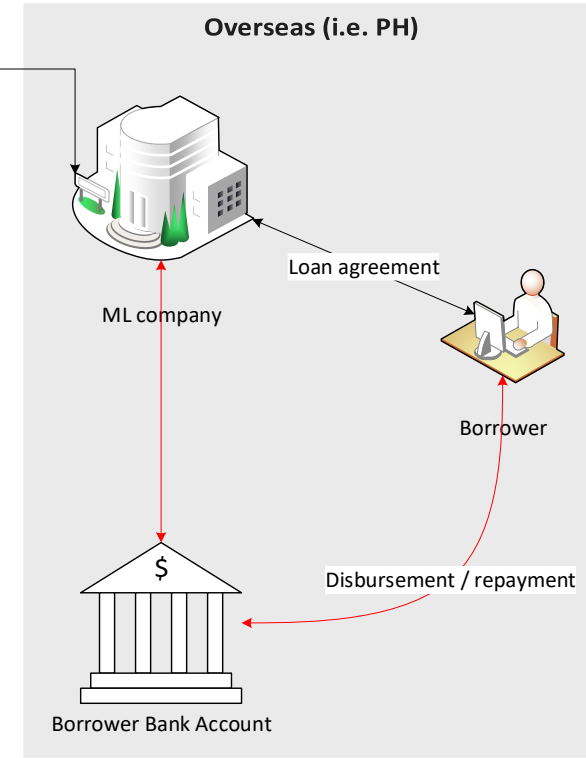 Overseas (i.e. PH)
Loan agreement
ML company
Borrower
$
Disbursement / repayment
Borrower Bank Account